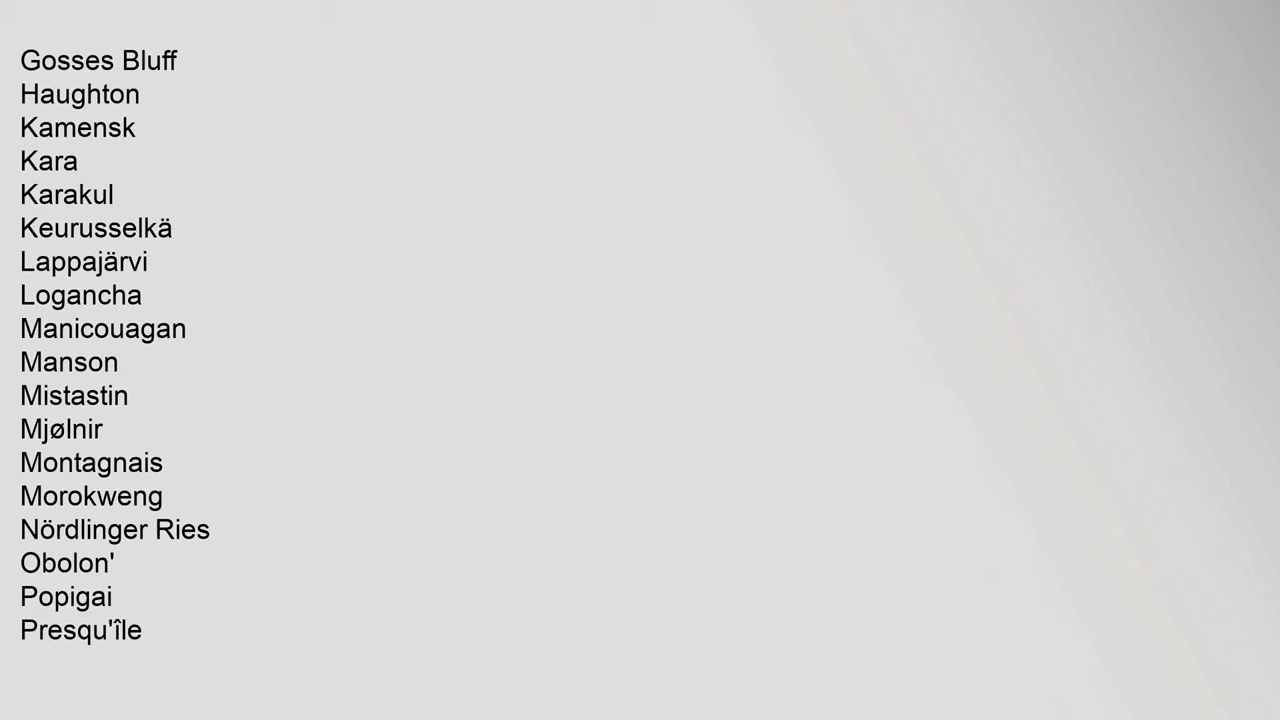 Gosses Bluff
Haughton
Kamensk
Kara
Karakul
Keurusselkä
Lappajärvi
Logancha
Manicouagan
Manson
Mistastin
Mjølnir
Montagnais
Morokweng
Nördlinger Ries
Obolon'
Popigai
Presqu'île